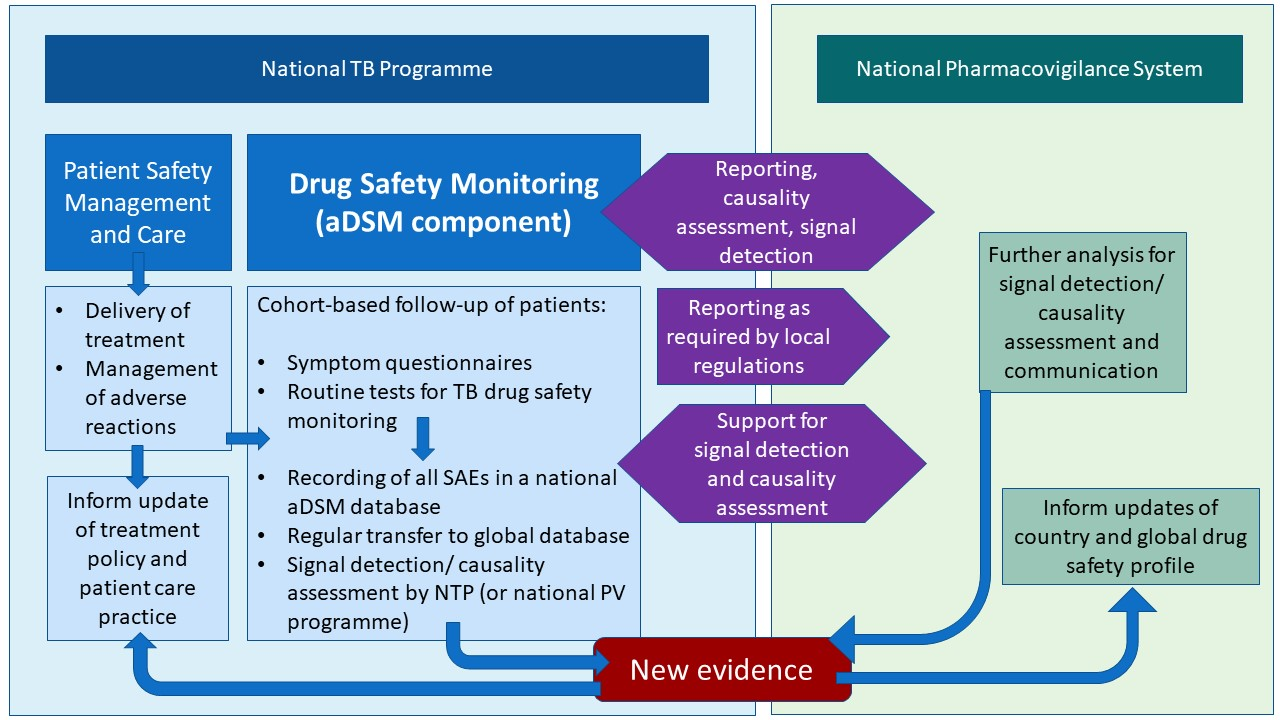 National TB Programme
National Pharmacovigilance System
Patient Safety
Management
and Care
Drug Safety Monitoring
(aDSM component)
Reporting,
causality
assessment, signal
detection
• Delivery of
treatment
• Management
of adverse
reactions
Cohort-based follow-up of patients:
• Symptom questionnaires
• Routine tests for TB drug safety
monitoring
• Recording of all SAEs in a national
aDSM database
• Regular transfer to global database
• Signal detection/ causality
assessment by NTP (or national PV
programme)
Reporting as
required by local
regulations
Support for
signal detection
and causality
assessment
Further analysis for
signal detection/
causality
assessment and
communication
Inform update
of treatment
policy and
patient care
practice
Inform updates of
country and global drug
safety profile
New evidence